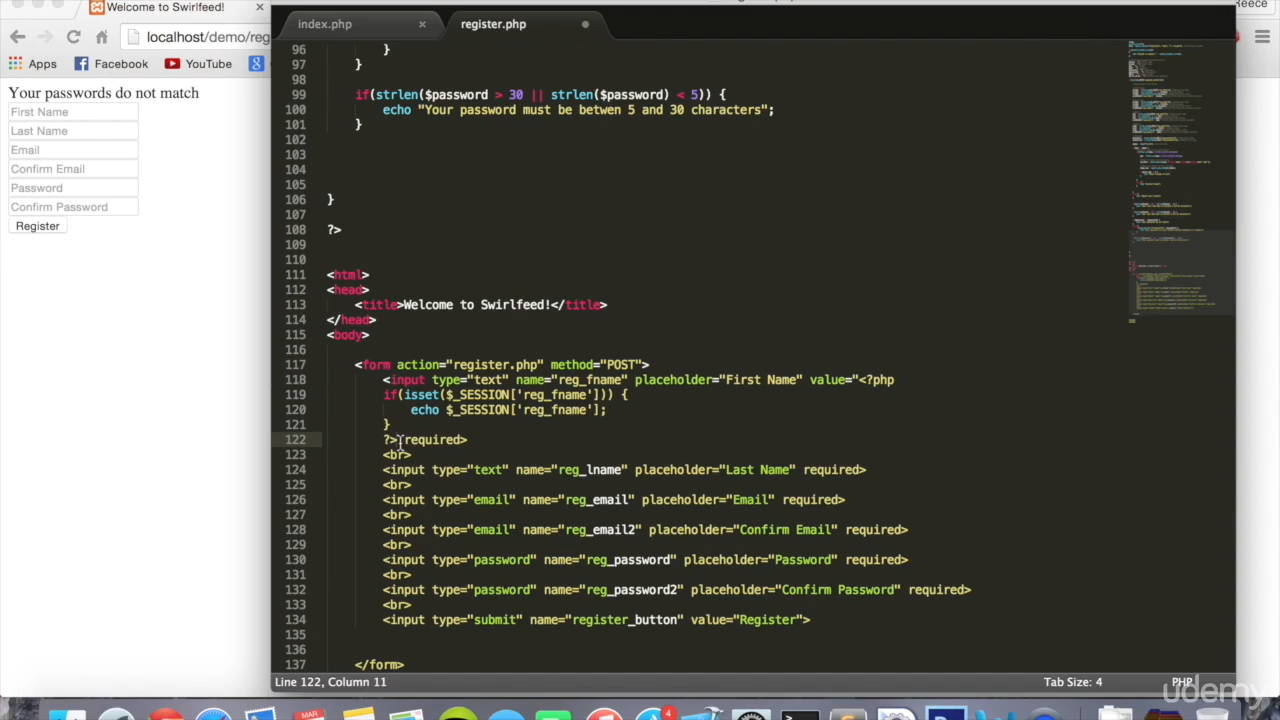 Welcome to Swirlfeed! ×
Reece
index.php ×
register.php
localhost/demo/reg
Apps Facebook YouTube 8
Your passwords do not match
First Name
Last Name
Email
Confirm Email
Password
Confirm Password
Register
96 }
97 }
98
99 if(strlen($password > 30 || strlen($password) < 5)) {
100 echo "Your password must be betwen 5 and 30 characters";
101 }
102
103
104
105
106 }
107
108 ?>
109
110
111 <html>
112 <head>
113 <title>Welcome to Swirlfeed!</title>
114 </head>
115 <body>
116
117 <form action="register.php" method="POST">
118 <input type="text" name="reg_fname" placeholder="First Name" value="<?php
119 if(isset($_SESSION['reg_fname'])) {
120 echo $_SESSION['reg_fname'];
121 }
122 ?> required>
123 <br>
124 <input type="text" name="reg_lname" placeholder="Last Name" required>
125 <br>
126 <input type="email" name="reg_email" placeholder="Email" required>
127 <br>
128 <input type="email" name="reg_email2" placeholder="Confirm Email" required>
129 <br>
130 <input type="password" name="reg_password" placeholder="Password" required>
131 <br>
132 <input type="password" name="reg_password2" placeholder="Confirm Password" required>
133 <br>
134 <input type="submit" name="register_button" value="Register">
135
136
137 </form>
Line 122, Column 11
Tab Size: 4
PHP
udemy
MAR
4